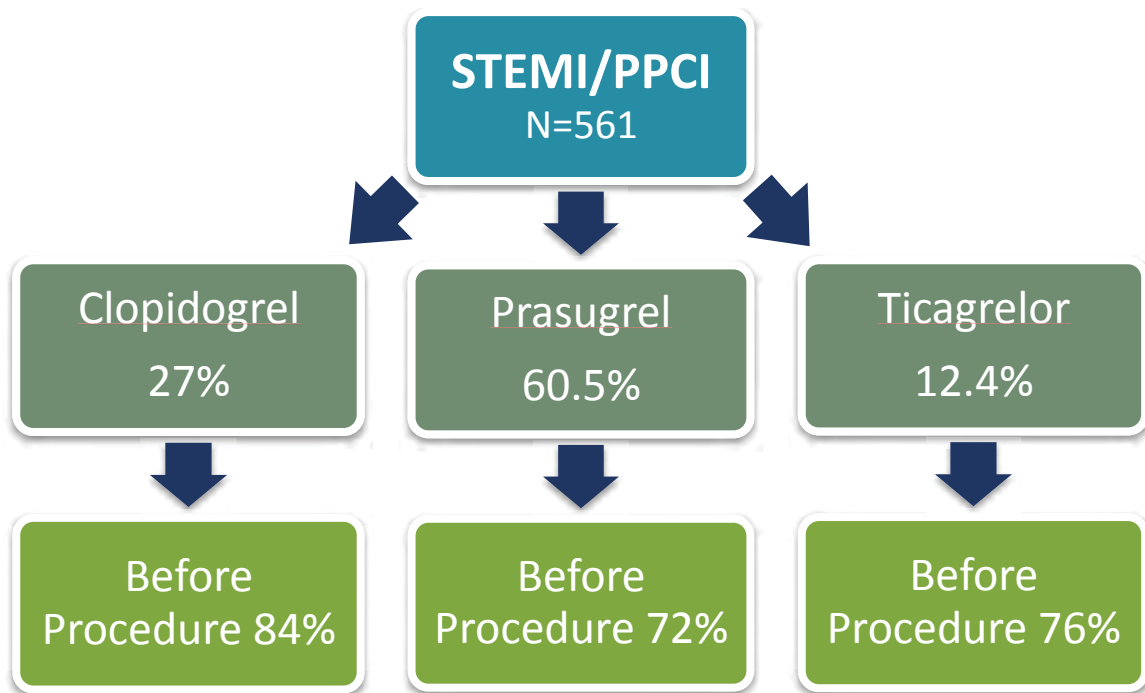 STEMI/PPCI
N=561
Clopidogrel
27%
Prasugrel
60.5%
Ticagrelor
12.4%
Before
Procedure 84%
Before
Procedure 72%
Before
Procedure 76%